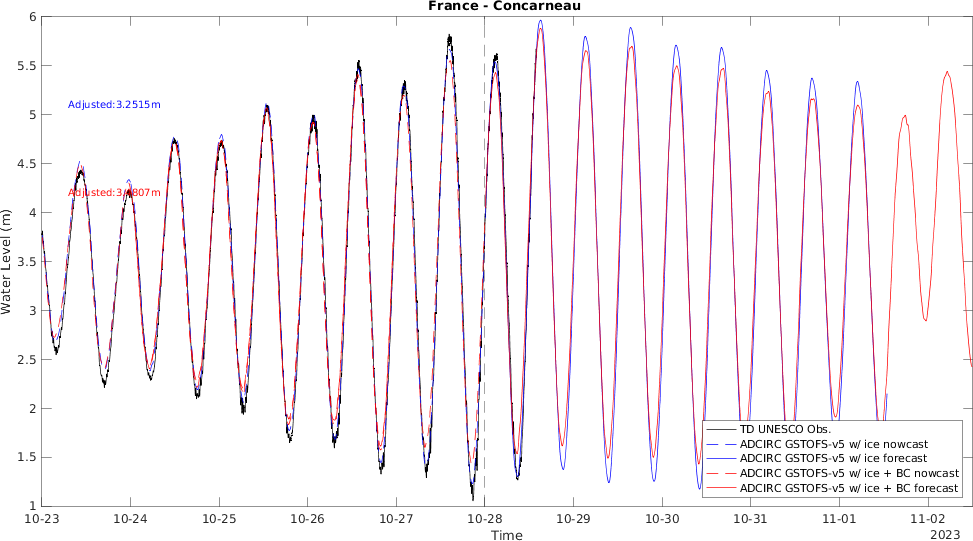 France - Concarneau
6
5.5
5
4.5
4
3.5
3
2.5
2
1.5
1
Water Level (m)
Adjusted:3.2515m
TD UNESCO Obs.
ADCIRC GSTOFS-v5 w/ ice nowcast
ADCIRC GSTOFS-v5 w/ ice forecast
ADCIRC GSTOFS-v5 w/ ice + BC nowcast
ADCIRC GSTOFS-v5 w/ ice + BC forecast
10-23 10-24 10-25 10-26 10-27 10-28 10-29 10-30 10-31 11-01 11-02
Time
2023